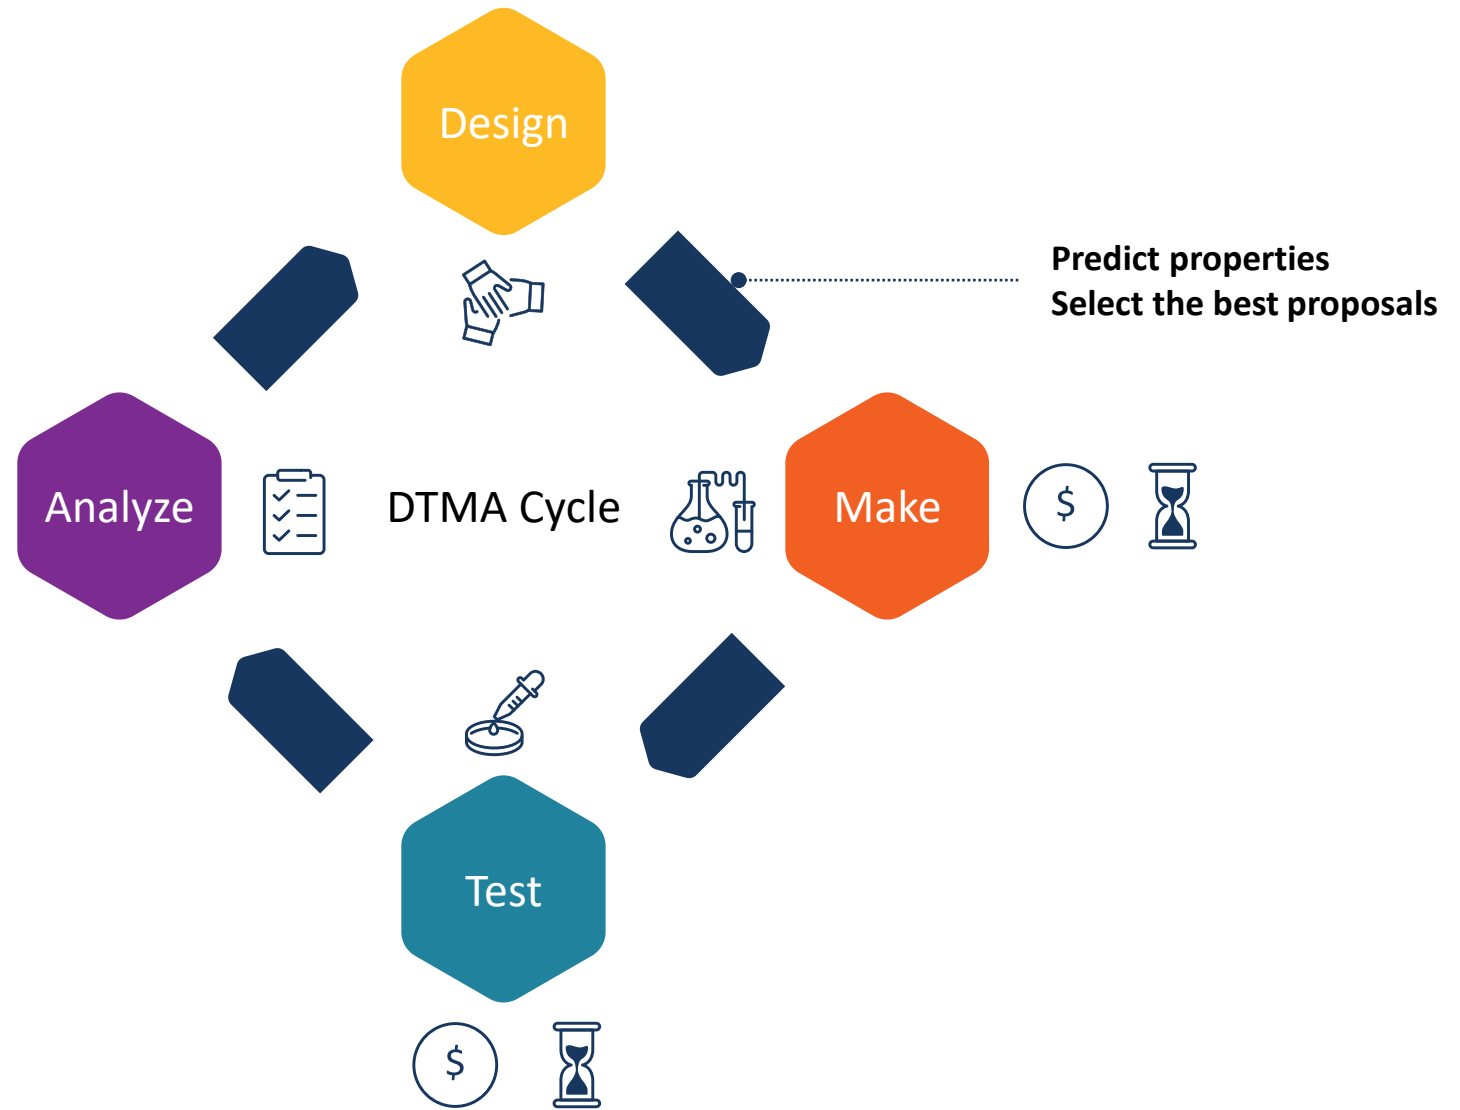 Design
Predict properties
Select the best proposals
Analyze
DTMA Cycle
Make
$
Test
$